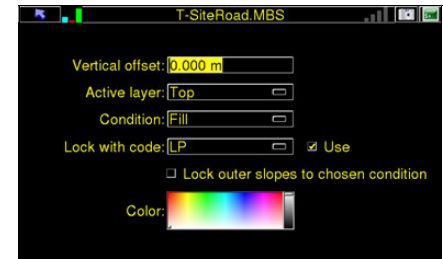 T-SiteRoad.MBS
Vertical offset: 0.000 m
Active layer: Top
Condition: Fill
Lock with code: LP Use
Lock outer slopes to chosen condition
Color: